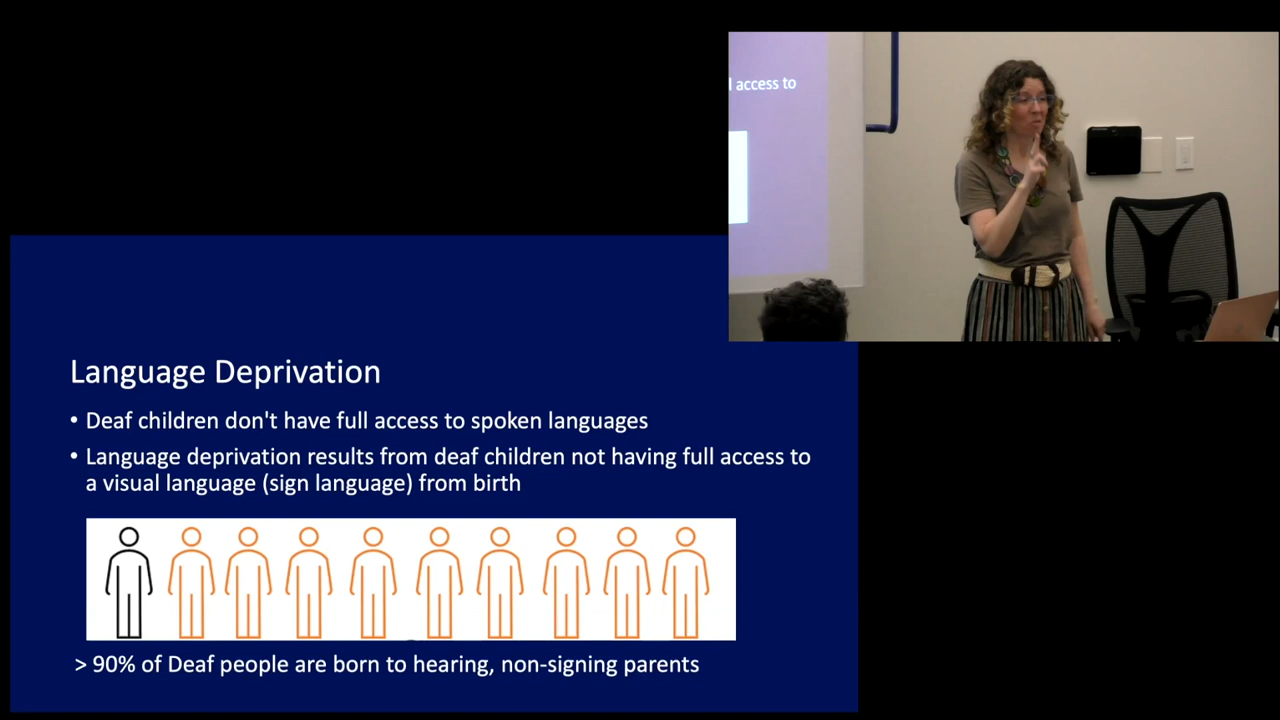 l access to
Language Deprivation
• Deaf children don't have full access to spoken languages
• Language deprivation results from deaf children not having full access to
a visual language (sign language) from birth
> 90% of Deaf people are born to hearing, non-signing parents